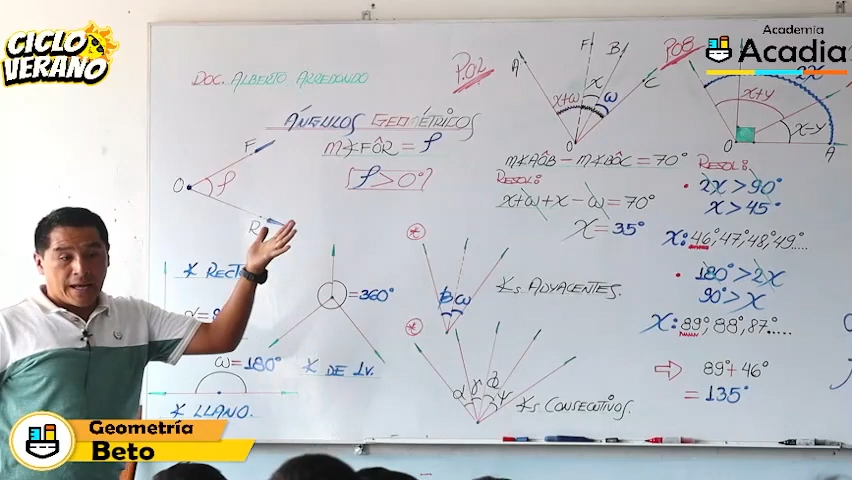 CICLO
VERANO
Academia
Acadia
DOC. ALBERTO ARREDONDO
ÁNGULOS GEOMÉTRICOS
m∢FÔR = ρ
ρ > 0°
F
O
ρ
R
∢ RECT
= 360°
ω = 180°
∢ DE 1V.
∢ LLANO.
P.02
A
F
B
C
x+ω
x
ω
O
m∢AÔB – m∢BÔC = 70°
RESOL:
x+ω+x – ω = 70°
x = 35°
*
β ω
∢s ADYACENTES.
*
α γ ϕ ψ
∢s CONSECUTIVOS.
P.08
2X
x+y
x–y
O
A
RESOL:
• 2x > 90°
x > 45°
x: 46°, 47°, 48°, 49°....
• 180° > 2x
90° > x
x: 89°, 88°, 87°.....
⇨ 89° + 46°
= 135°
Geometría
Beto